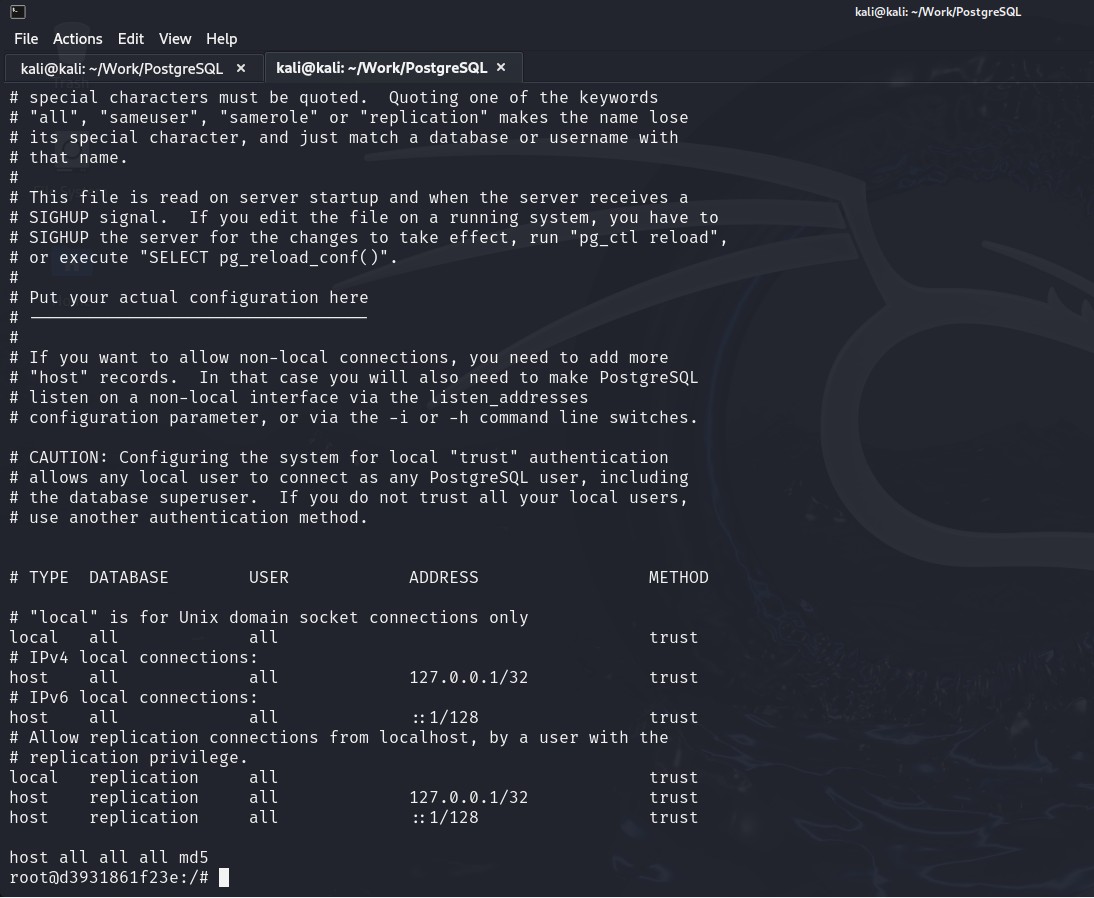 kali@kali: ~/Work/PostgreSQL
File Actions Edit View Help
kali@kali: ~/Work/PostgreSQL × kali@kali: ~/Work/PostgreSQL ×
# special characters must be quoted.  Quoting one of the keywords
# "all", "sameuser", "samerole" or "replication" makes the name lose
# its special character, and just match a database or username with
# that name.
#
# This file is read on server startup and when the server receives a
# SIGHUP signal.  If you edit the file on a running system, you have to
# SIGHUP the server for the changes to take effect, run "pg_ctl reload",
# or execute "SELECT pg_reload_conf()".
#
# Put your actual configuration here
# ----------------------------------
#
# If you want to allow non-local connections, you need to add more
# "host" records.  In that case you will also need to make PostgreSQL
# listen on a non-local interface via the listen_addresses
# configuration parameter, or via the -i or -h command line switches.
# CAUTION: Configuring the system for local "trust" authentication
# allows any local user to connect as any PostgreSQL user, including
# the database superuser.  If you do not trust all your local users,
# use another authentication method.
# TYPE  DATABASE        USER            ADDRESS                 METHOD
# "local" is for Unix domain socket connections only
local   all             all                                     trust
# IPv4 local connections:
host    all             all             127.0.0.1/32            trust
# IPv6 local connections:
host    all             all             ::1/128                 trust
# Allow replication connections from localhost, by a user with the
# replication privilege.
local   replication     all                                     trust
host    replication     all             127.0.0.1/32            trust
host    replication     all             ::1/128                 trust
host all all all md5
root@d3931861f23e:/#